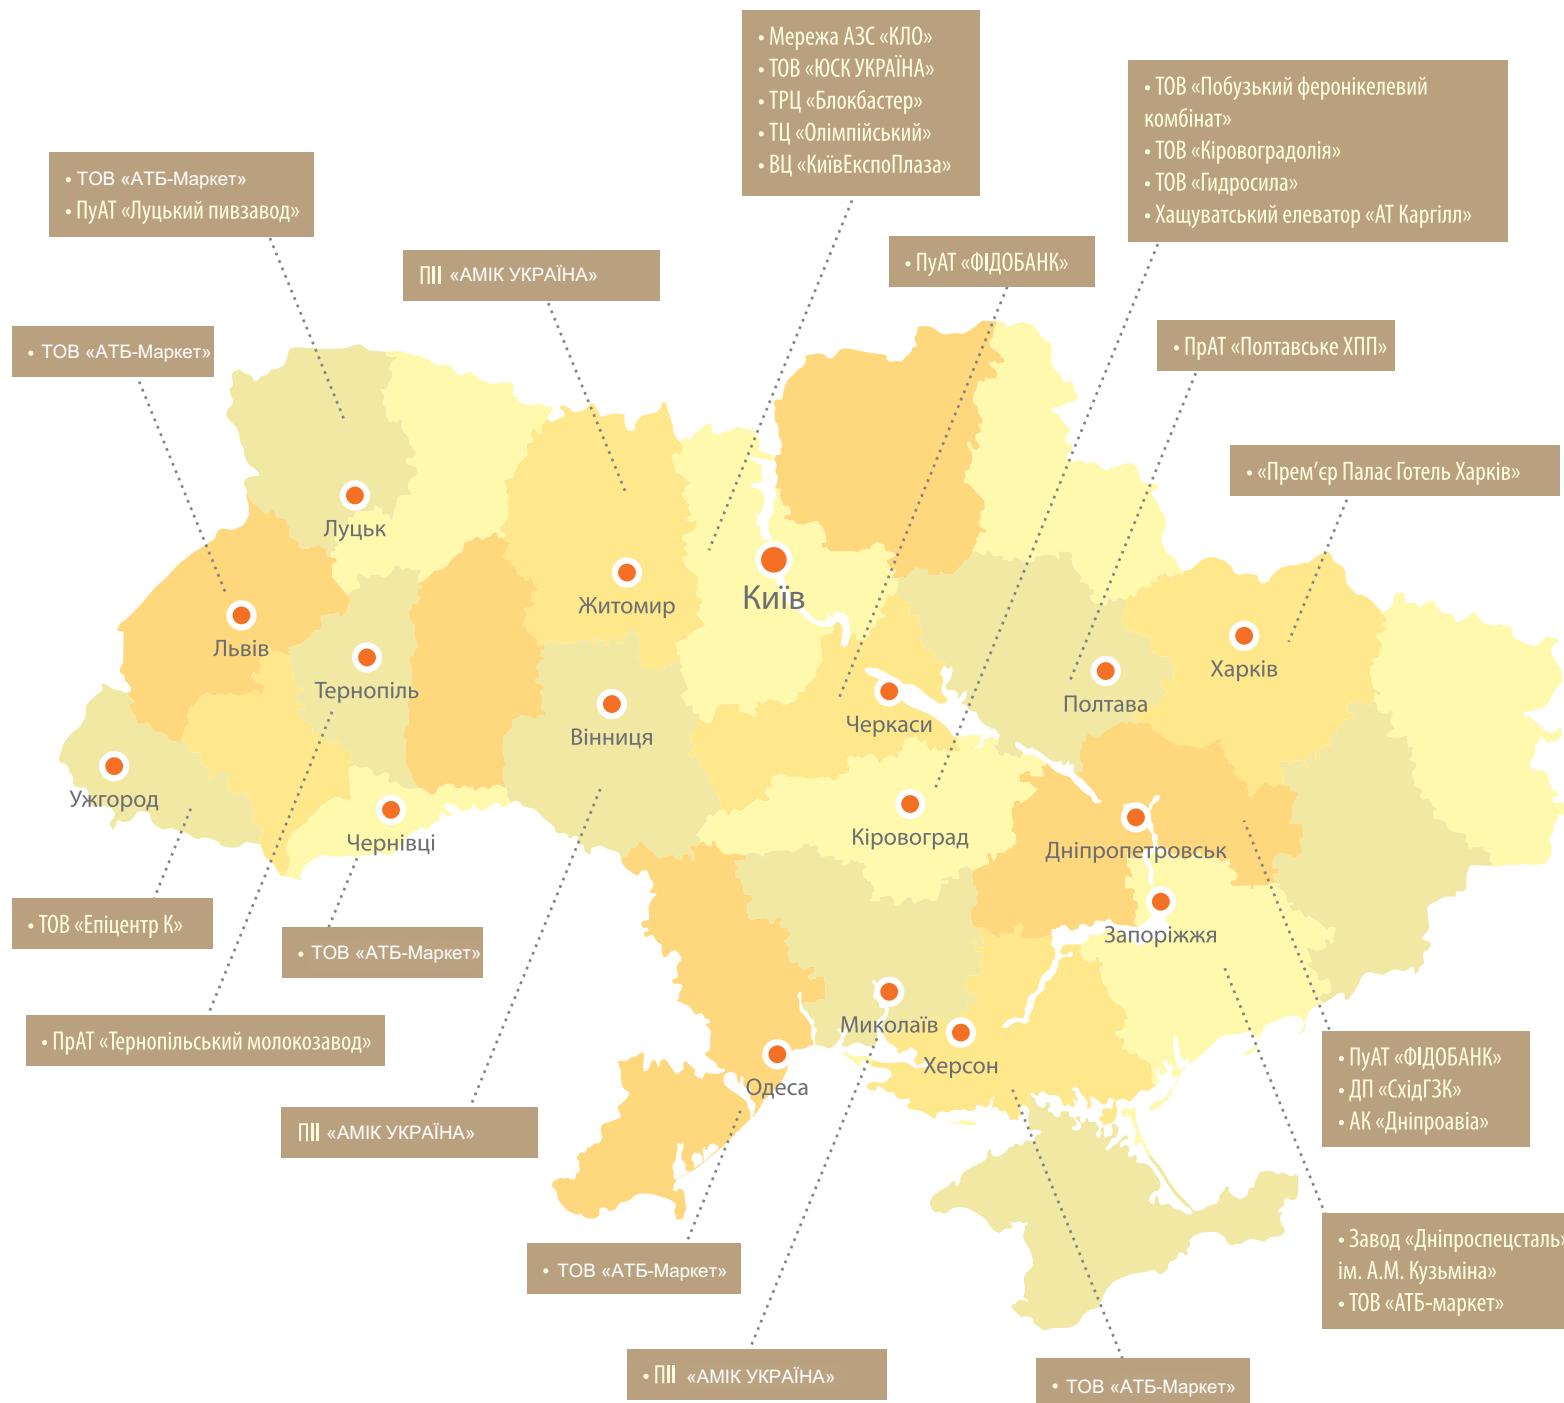 • Мережа АЗС «КЛО»
• ТОВ «ЮСК УКРАЇНА»
• ТРЦ «Блокбастер»
• ТЦ «Олімпійський»
• ВЦ «КиївЕкспоПлаза»
• ТОВ «Побузький феронікелевий
комбінат»
• ТОВ «Кіровоградолія»
• ТОВ «Гидросила»
• Хащуватський елеватор «АТ Каргілл»
• ТОВ «АТБ-Маркет»
• ПуАТ «Луцький пивзавод»
ПІІ «АМІК УКРАЇНА»
• ПуАТ «ФІДОБАНК»
• ТОВ «АТБ-Маркет»
• ПрАТ «Полтавське ХПП»
• «Прем’єр Палас Готель Харків»
Луцьк
Житомир
Київ
Львів
Тернопіль
Харків
Полтава
Черкаси
Вінниця
Ужгород
Чернівці
Кіровоград
Дніпропетровськ
Запоріжжя
• ТОВ «Епіцентр К»
• ТОВ «АТБ-Маркет»
• ПрАТ «Тернопільський молокозавод»
Миколаїв
Херсон
Одеса
• ПуАТ «ФІДОБАНК»
• ДП «СхідГЗК»
• АК «Дніпроавіа»
ПІІ «АМІК УКРАЇНА»
• Завод «Дніпроспецсталь»
ім. А.М. Кузьміна»
• ТОВ «АТБ-маркет»
• ТОВ «АТБ-Маркет»
• ПІІ «АМІК УКРАЇНА»
• ТОВ «АТБ-Маркет»